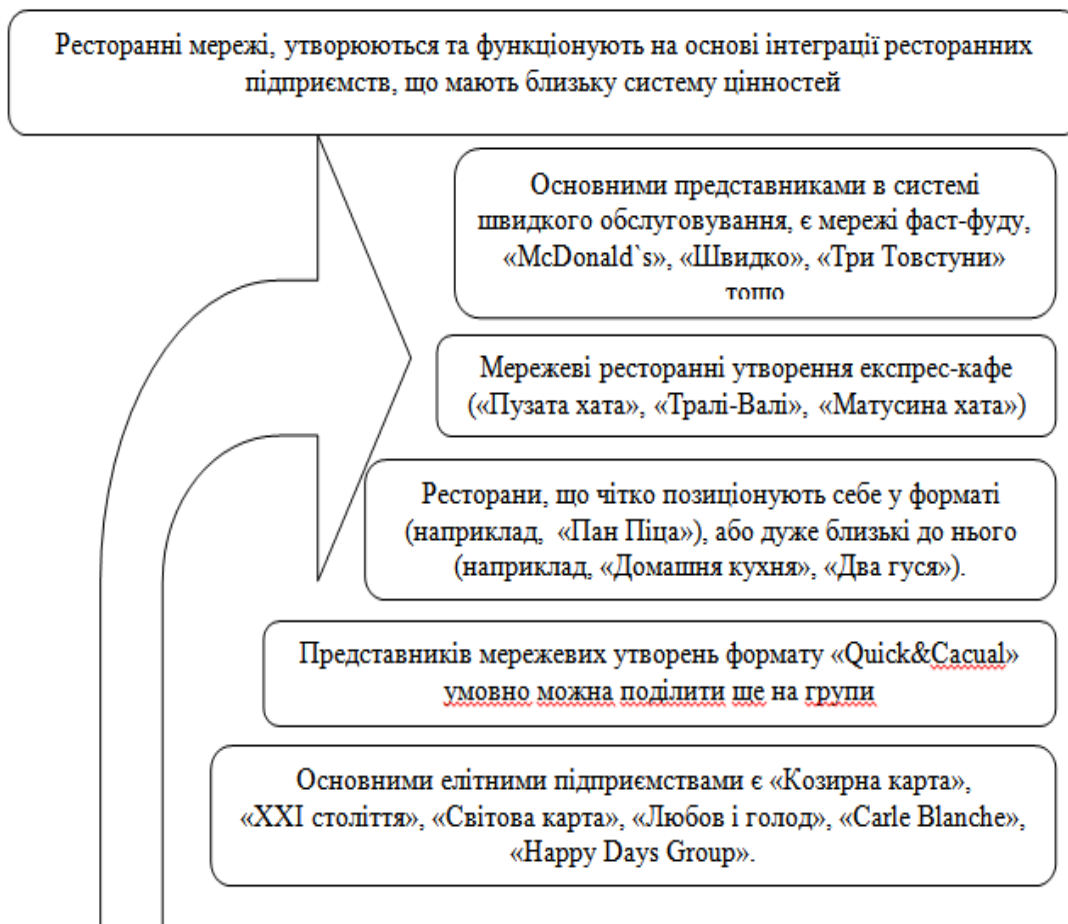 Ресторанні мережі, утворюються та функціонують на основі інтеграції ресторанних
підприємств, що мають близьку систему цінностей
Основними представниками в системі
швидкого обслуговування, є мережі фаст-фуду,
«McDonald`s», «Швидко», «Три Товстуни»
тощо
Мережеві ресторанні утворення експрес-кафе
(«Пузата хата», «Тралі-Валі», «Матусина хата»)
Ресторани, що чітко позиціонують себе у форматі
(наприклад, «Пан Піца»), або дуже близькі до нього
(наприклад, «Домашня кухня», «Два гуся»).
Представників мережевих утворень формату «Quick&Cacual»
умовно можна поділити ще на групи
Основними елітними підприємствами є «Козирна карта»,
«XXI століття», «Світова карта», «Любов і голод», «Carle Blanche»,
«Happy Days Group».